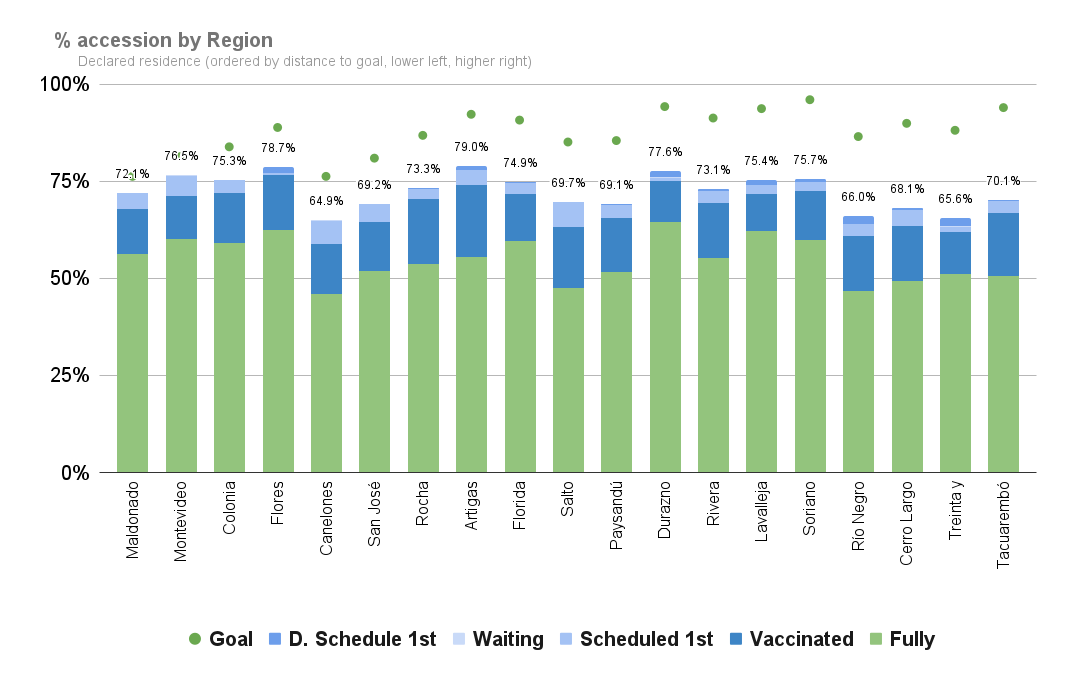 % accession by Region
Declared residence (ordered by distance to goal, lower left, higher right)
100%
75%
50%
25%
0%
72.1%
76.5%
75.3%
78.7%
64.9%
69.2%
73.3%
79.0%
74.9%
69.7%
69.1%
77.6%
73.1%
75.4%
75.7%
66.0%
68.1%
65.6%
70.1%
Maldonado
Montevideo
Colonia
Flores
Canelones
San José
Rocha
Artigas
Florida
Salto
Paysandú
Durazno
Rivera
Lavalleja
Soriano
Río Negro
Cerro Largo
Treinta y
Tacuarembó
Goal D. Schedule 1st Waiting Scheduled 1st Vaccinated Fully